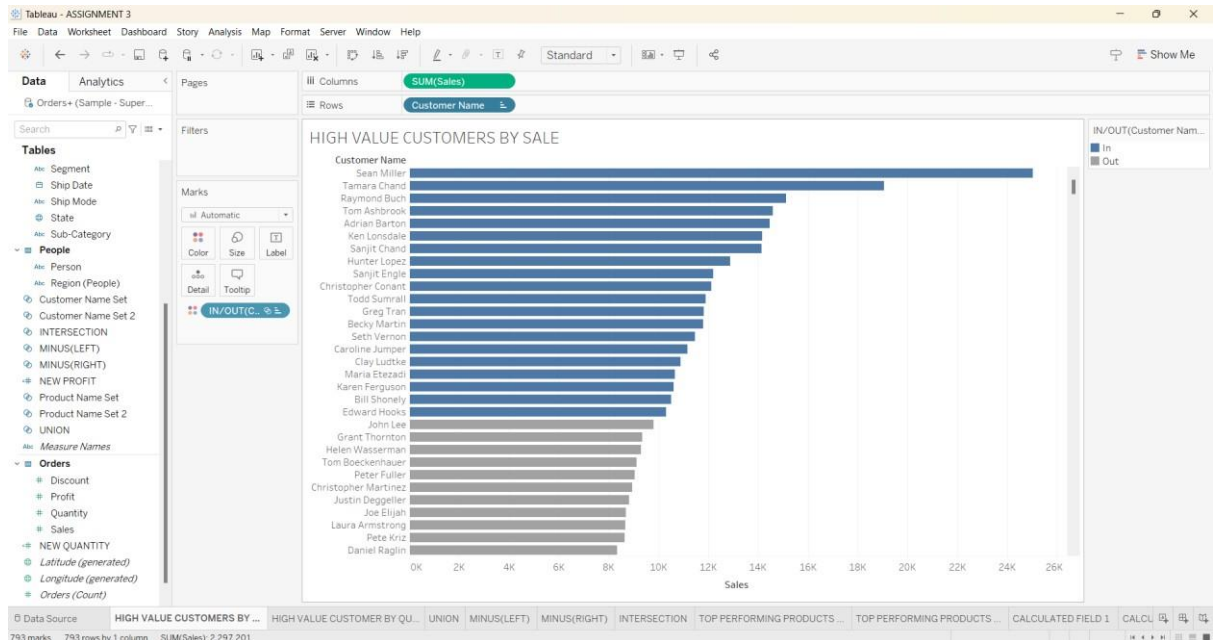 Tableau - ASSIGNMENT 3
File Data Worksheet Dashboard Story Analysis Map Format Server Window Help
Standard
Show Me
Data Analytics
Orders+ (Sample - Super...
Search
Tables
Abc Segment
Ship Date
Abc Ship Mode
State
Abc Sub-Category
People
Abc Person
Abc Region (People)
Customer Name Set
Customer Name Set 2
INTERSECTION
MINUS(LEFT)
MINUS(RIGHT)
=# NEW PROFIT
Product Name Set
Product Name Set 2
UNION
Abc Measure Names
Orders
# Discount
# Profit
# Quantity
# Sales
=# NEW QUANTITY
Latitude (generated)
Longitude (generated)
# Orders (Count)
Pages
Filters
Marks
Automatic
Color Size Label
Detail Tooltip
IN/OUT(C..
Columns SUM(Sales)
Rows Customer Name
HIGH VALUE CUSTOMERS BY SALE
Customer Name
Sean Miller
Tamara Chand
Raymond Buch
Tom Ashbrook
Adrian Barton
Ken Lonsdale
Sanjit Chand
Hunter Lopez
Sanjit Engle
Christopher Conant
Todd Sumrall
Greg Tran
Becky Martin
Seth Vernon
Caroline Jumper
Clay Ludtke
Maria Etezadi
Karen Ferguson
Bill Shonely
Edward Hooks
John Lee
Grant Thornton
Helen Wasserman
Tom Boeckenhauer
Peter Fuller
Christopher Martinez
Justin Deggeller
Joe Elijah
Laura Armstrong
Pete Kriz
Daniel Raglin
0K 2K 4K 6K 8K 10K 12K 14K 16K 18K 20K 22K 24K 26K
Sales
IN/OUT(Customer Nam...
In
Out
Data Source HIGH VALUE CUSTOMERS BY ... HIGH VALUE CUSTOMER BY QU... UNION MINUS(LEFT) MINUS(RIGHT) INTERSECTION TOP PERFORMING PRODUCTS ... TOP PERFORMING PRODUCTS ... CALCULATED FIELD 1 CALCU
793 marks 793 rows by 1 column SUM(Sales): 2,297,201